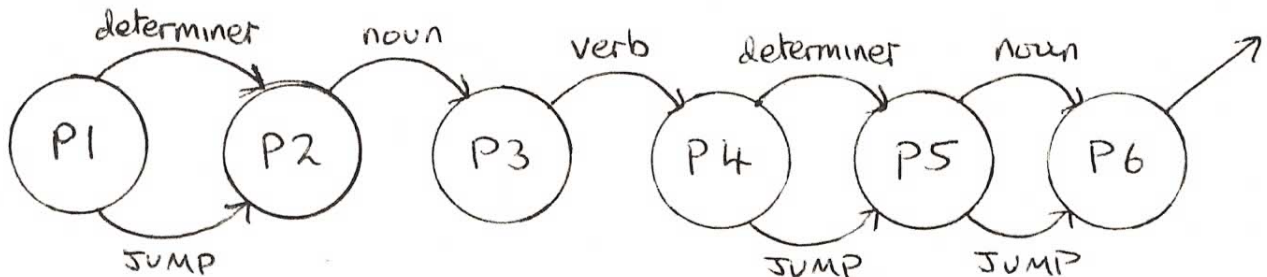 determiner noun verb determiner noun
P1 P2 P3 P4 P5 P6
JUMP JUMP JUMP